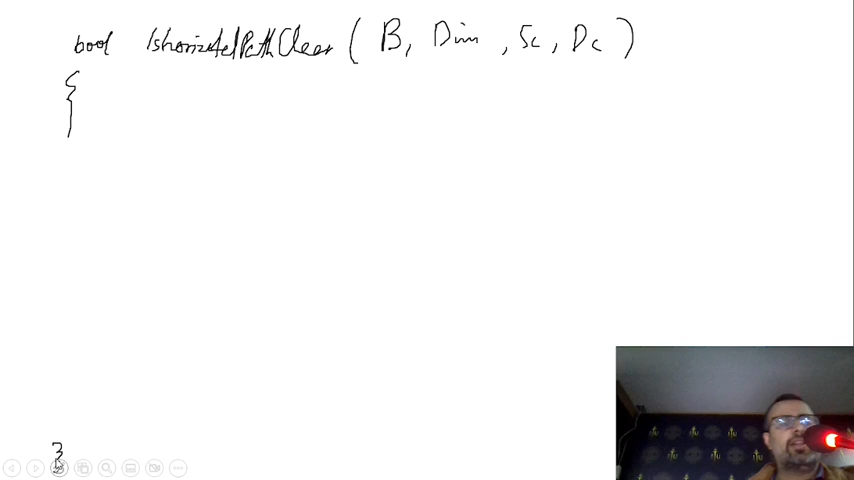 bool IsHorizontalPathClear ( B, Dim , Sc , Dc )
{
}